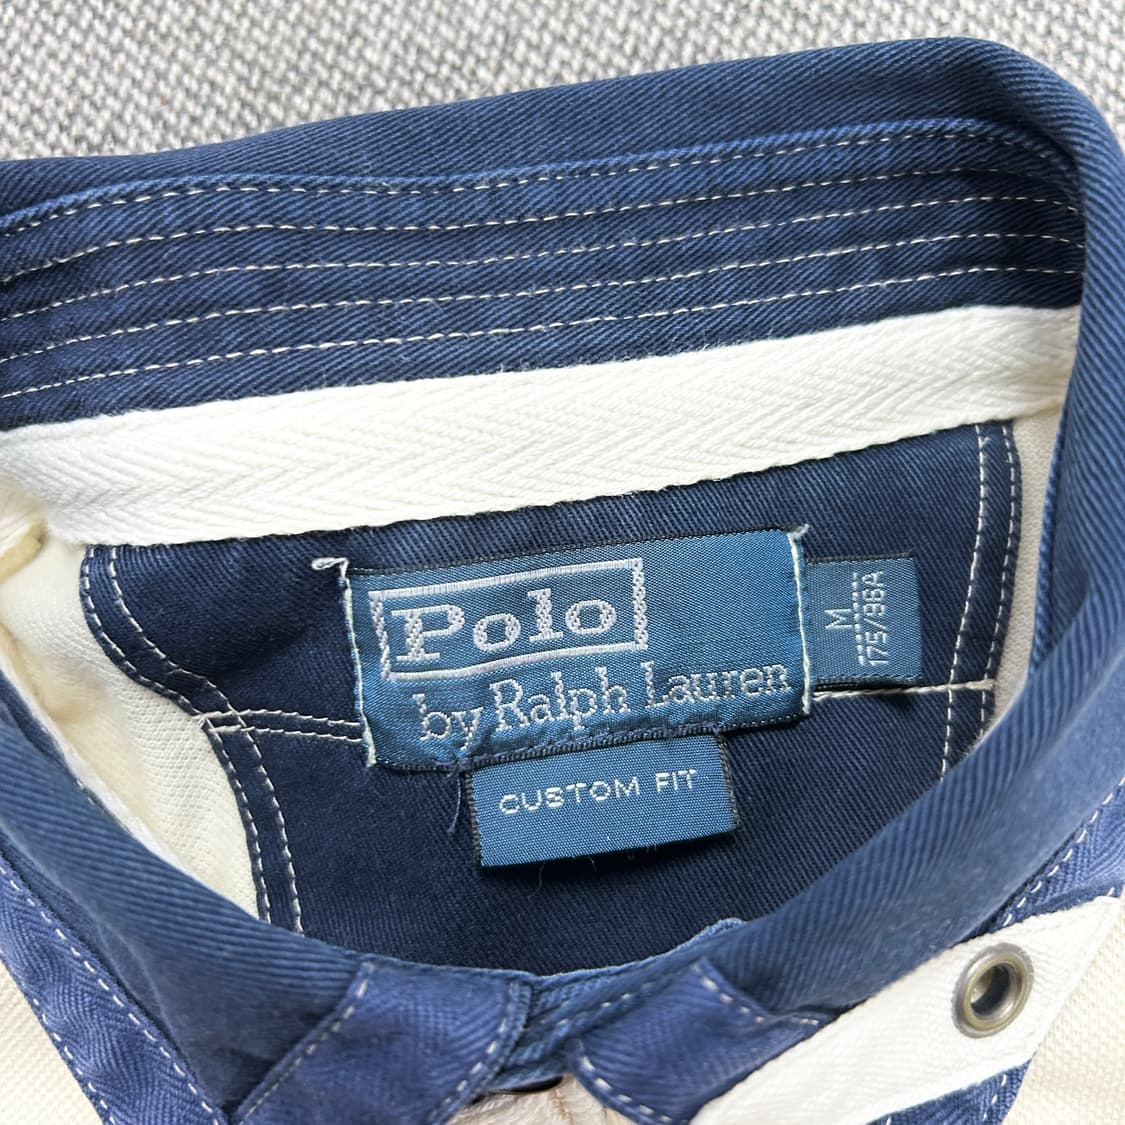 Polo
by Ralph Lauren
M
175/96A
CUSTOM FIT